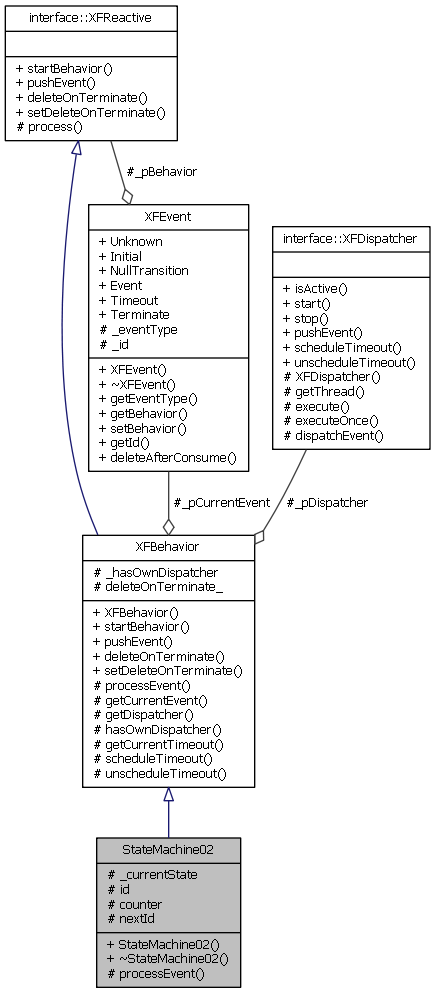 interface::XFReactive
+ startBehavior()
+ pushEvent()
+ deleteOnTerminate()
+ setDeleteOnTerminate()
# process()
#_pBehavior
XFEvent
+ Unknown
+ Initial
+ NullTransition
+ Event
+ Timeout
+ Terminate
# _eventType
# _id
+ XFEvent()
+ ~XFEvent()
+ getEventType()
+ getBehavior()
+ setBehavior()
+ getId()
+ deleteAfterConsume()
interface::XFDispatcher
+ isActive()
+ start()
+ stop()
+ pushEvent()
+ scheduleTimeout()
+ unscheduleTimeout()
# XFDispatcher()
# getThread()
# execute()
# executeOnce()
# dispatchEvent()
#_pCurrentEvent
#_pDispatcher
XFBehavior
# _hasOwnDispatcher
# deleteOnTerminate_
+ XFBehavior()
+ startBehavior()
+ pushEvent()
+ deleteOnTerminate()
+ setDeleteOnTerminate()
# processEvent()
# getCurrentEvent()
# getDispatcher()
# hasOwnDispatcher()
# getCurrentTimeout()
# scheduleTimeout()
# unscheduleTimeout()
StateMachine02
# _currentState
# id
# counter
# nextId
+ StateMachine02()
+ ~StateMachine02()
# processEvent()